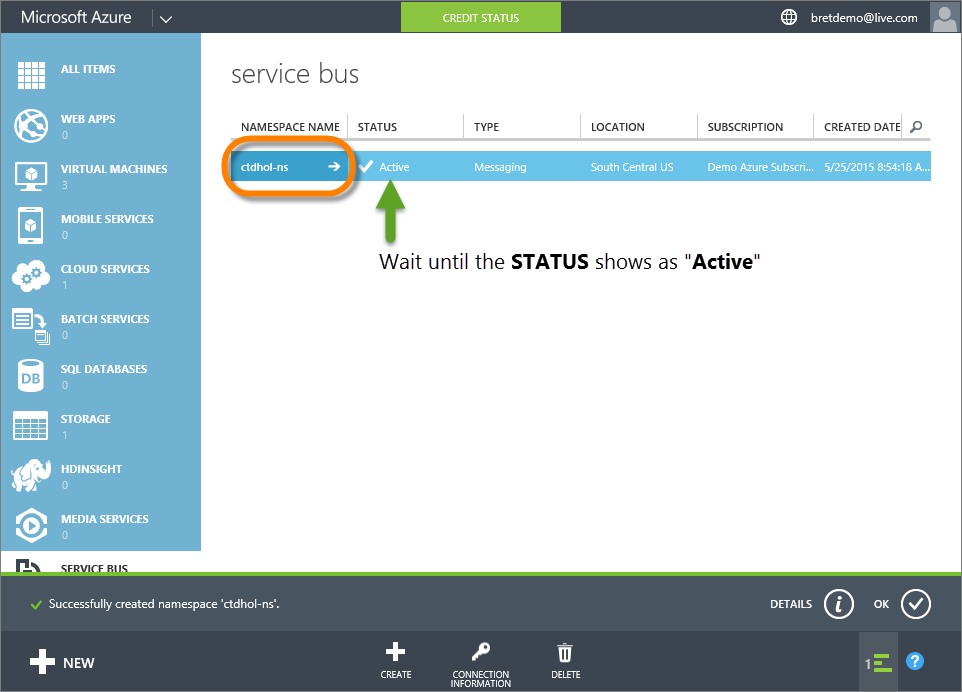 Microsoft Azure
CREDIT STATUS
bretdemo@live.com
ALL ITEMS
WEB APPS
0
VIRTUAL MACHINES
3
MOBILE SERVICES
0
CLOUD SERVICES
1
BATCH SERVICES
0
DB
SQL DATABASES
0
STORAGE
1
HDINSIGHT
0
MEDIA SERVICES
0
SERVICE BUS
service bus
NAMESPACE NAME STATUS TYPE LOCATION SUBSCRIPTION CREATED DATE
ctdhol-ns Active Messaging South Central US Demo Azure Subscri... 5/25/2015 8:54:18 A...
Wait until the STATUS shows as "Active"
Successfully created namespace 'ctdhol-ns'.
DETAILS i OK
NEW
CREATE
CONNECTION
INFORMATION
DELETE
1
?